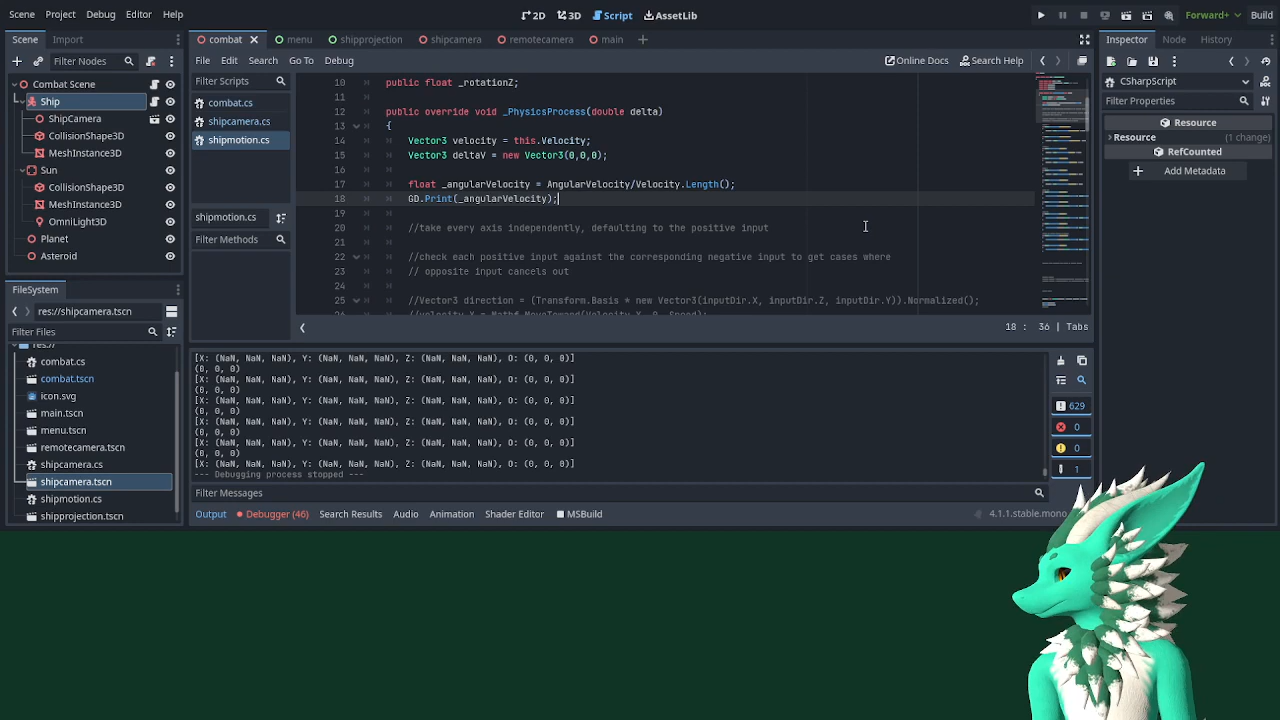 Scene Project Debug Editor Help
2D 3D Script AssetLib
Forward+ Build
Scene Import
Filter Nodes
Combat Scene
Ship
ShipCamera
CollisionShape3D
MeshInstance3D
Sun
CollisionShape3D
MeshInstance3D
OmniLight3D
Planet
Asteroid
FileSystem
res://shipcamera.tscn
Filter Files
res://
combat.cs
combat.tscn
icon.svg
main.tscn
menu.tscn
remotecamera.tscn
shipcamera.cs
shipcamera.tscn
shipmotion.cs
shipprojection.tscn
combat menu shipprojection shipcamera remotecamera main
File Edit Search Go To Debug
Online Docs Search Help
Filter Scripts
combat.cs
shipcamera.cs
shipmotion
shipmotion.cs
Filter Methods
10 public float _rotationZ;
11
12 public override void _PhysicsProcess(double delta)
13
14 Vector3 velocity = this.Velocity;
15 Vector3 deltaV = new Vector3(0,0,0);
16
17 float _angularVelocity = AngularVelocity/Velocity.Length();
18 GD.Print(_angularVelocity);
19
20 //take every axis independently, defaulting to the positive input
21
22 //check each positive input against the corresponding negative input to get cases where
23 // opposite input cancels out
24
25 //Vector3 direction = (Transform.Basis * new Vector3(inputDir.X, inputDir.Z, inputDir.Y)).Normalized();
//velocity.X = Mathf.MoveToward(Velocity.X, 0, Speed);
18 : 36 | Tabs
[X: (NaN, NaN, NaN), Y: (NaN, NaN, NaN), Z: (NaN, NaN, NaN), O: (0, 0, 0)]
(0, 0, 0)
[X: (NaN, NaN, NaN), Y: (NaN, NaN, NaN), Z: (NaN, NaN, NaN), O: (0, 0, 0)]
(0, 0, 0)
[X: (NaN, NaN, NaN), Y: (NaN, NaN, NaN), Z: (NaN, NaN, NaN), O: (0, 0, 0)]
(0, 0, 0)
[X: (NaN, NaN, NaN), Y: (NaN, NaN, NaN), Z: (NaN, NaN, NaN), O: (0, 0, 0)]
(0, 0, 0)
[X: (NaN, NaN, NaN), Y: (NaN, NaN, NaN), Z: (NaN, NaN, NaN), O: (0, 0, 0)]
(0, 0, 0)
[X: (NaN, NaN, NaN), Y: (NaN, NaN, NaN), Z: (NaN, NaN, NaN), O: (0, 0, 0)]
--- Debugging process stopped ---
629
0
0
1
Filter Messages
Output Debugger (46) Search Results Audio Animation Shader Editor MSBuild
4.1.1.stable.mono
Inspector Node History
CSharpScript
Filter Properties
Resource
Resource (change)
RefCounted
Add Metadata